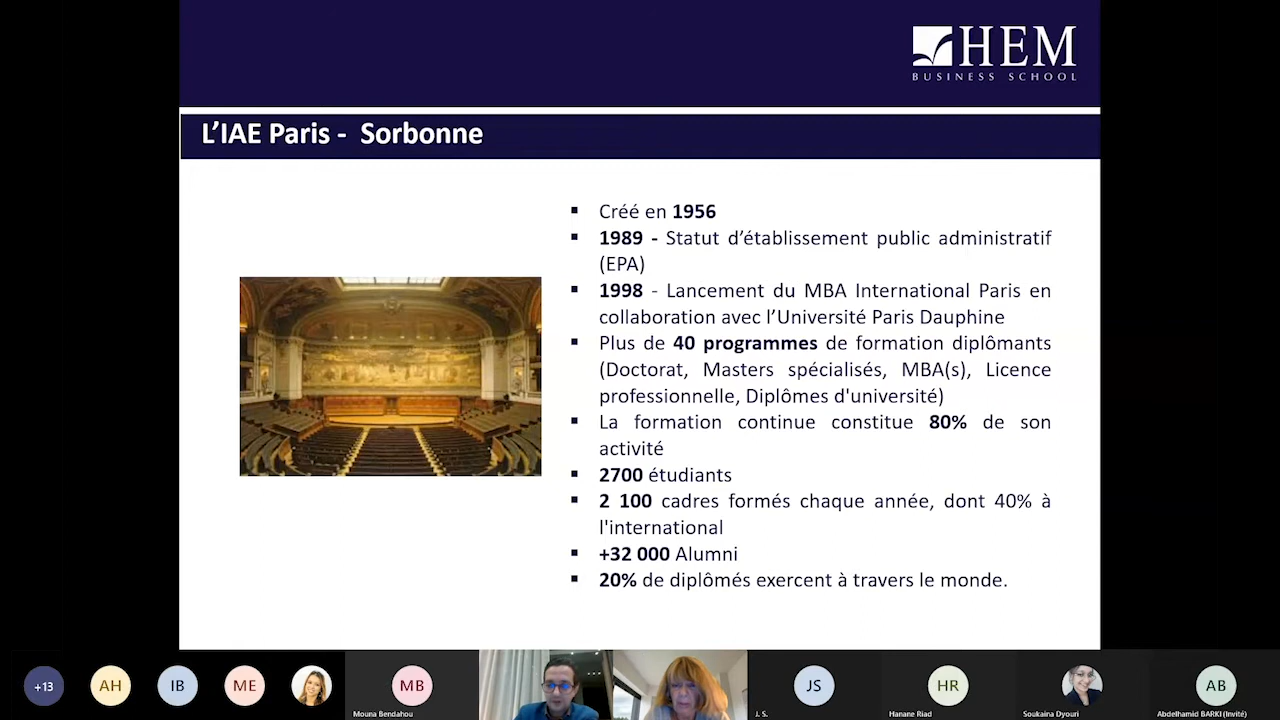 HEM
BUSINESS SCHOOL
L'IAE Paris - Sorbonne
▪ Créé en 1956
▪ 1989 - Statut d'établissement public administratif
(EPA)
▪ 1998 - Lancement du MBA International Paris en
collaboration avec l'Université Paris Dauphine
▪ Plus de 40 programmes de formation diplômants
(Doctorat, Masters spécialisés, MBA(s), Licence
professionnelle, Diplômes d'université)
▪ La formation continue constitue 80% de son
activité
▪ 2700 étudiants
▪ 2 100 cadres formés chaque année, dont 40% à
l'international
▪ +32 000 Alumni
▪ 20% de diplômés exercent à travers le monde.
+13
AH
IB
ME
MB
JS
HR
AB
Mouna Bendahou
J. S.
Hanane Riad
Soukaina Dyouri
Abdelhamid BARKI (Invité)